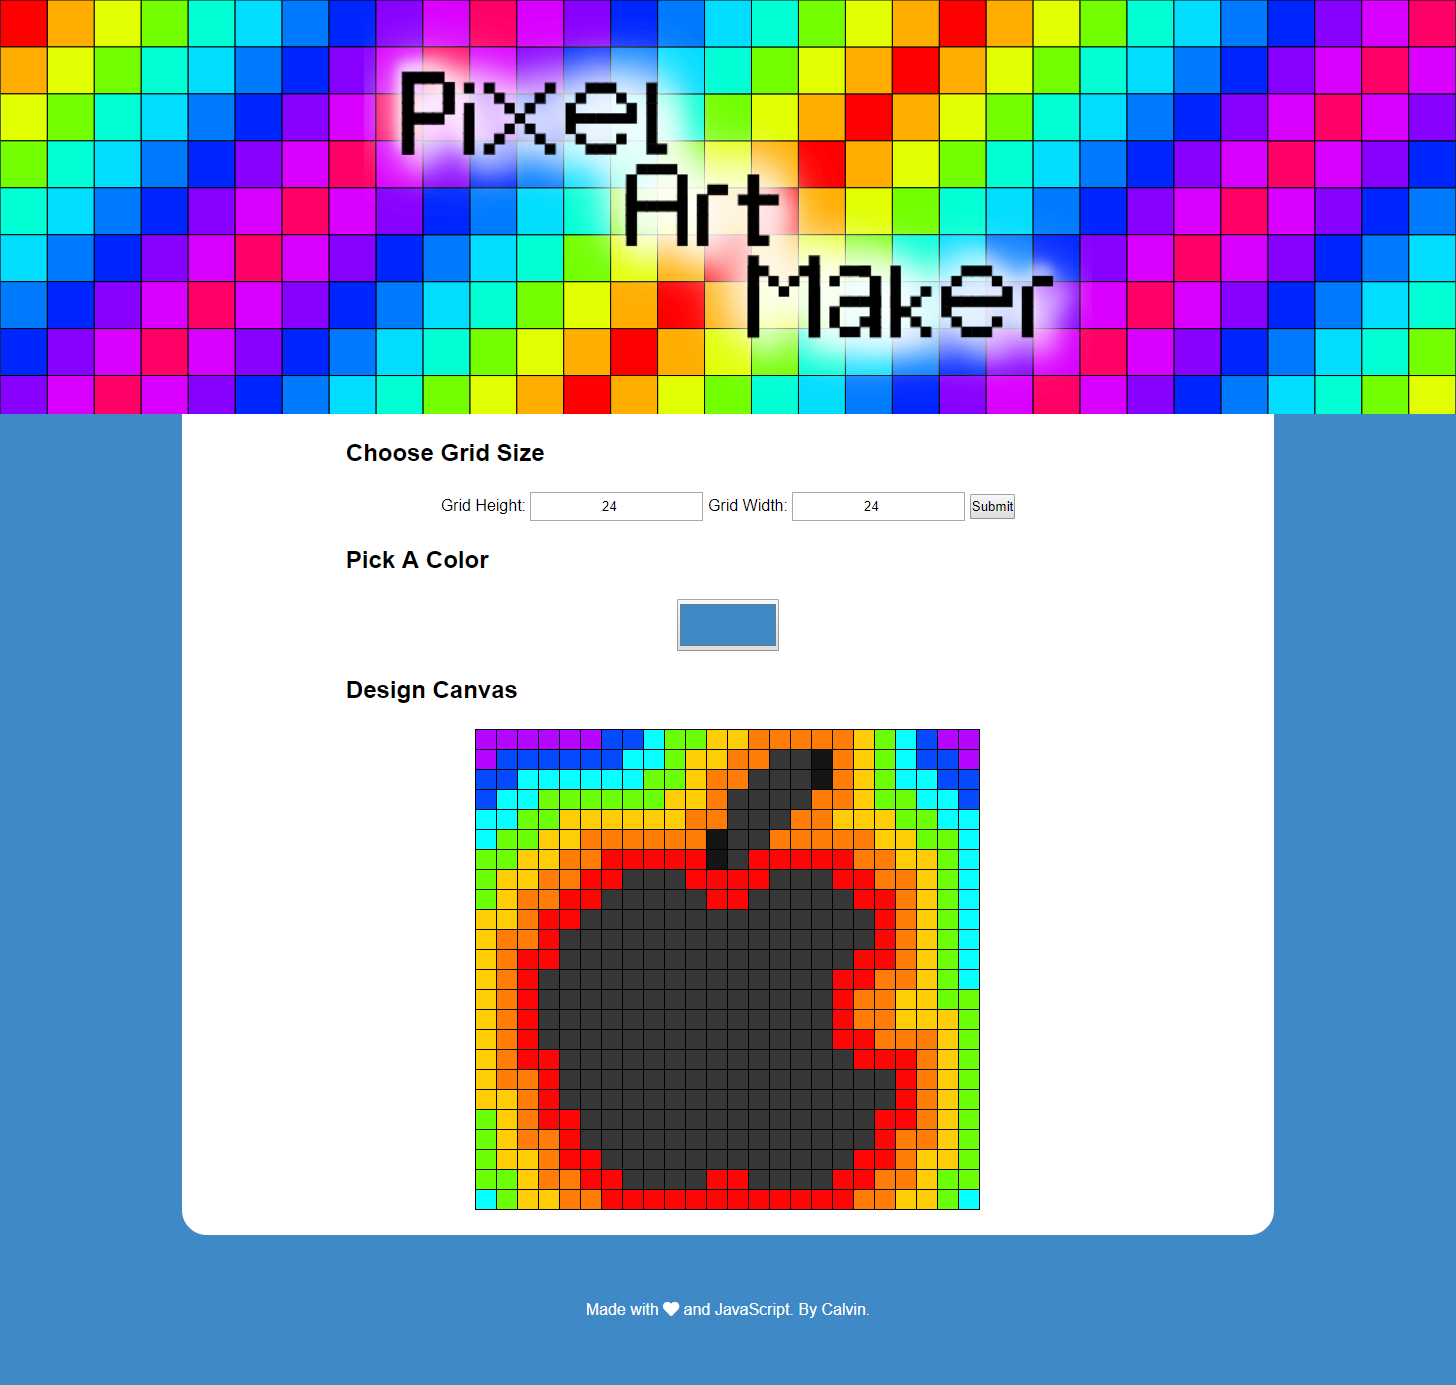 Pixel
Art
Maker
Choose Grid Size
Grid Height: 24 Grid Width: 24 Submit
Pick A Color
Design Canvas
Made with and JavaScript. By Calvin.